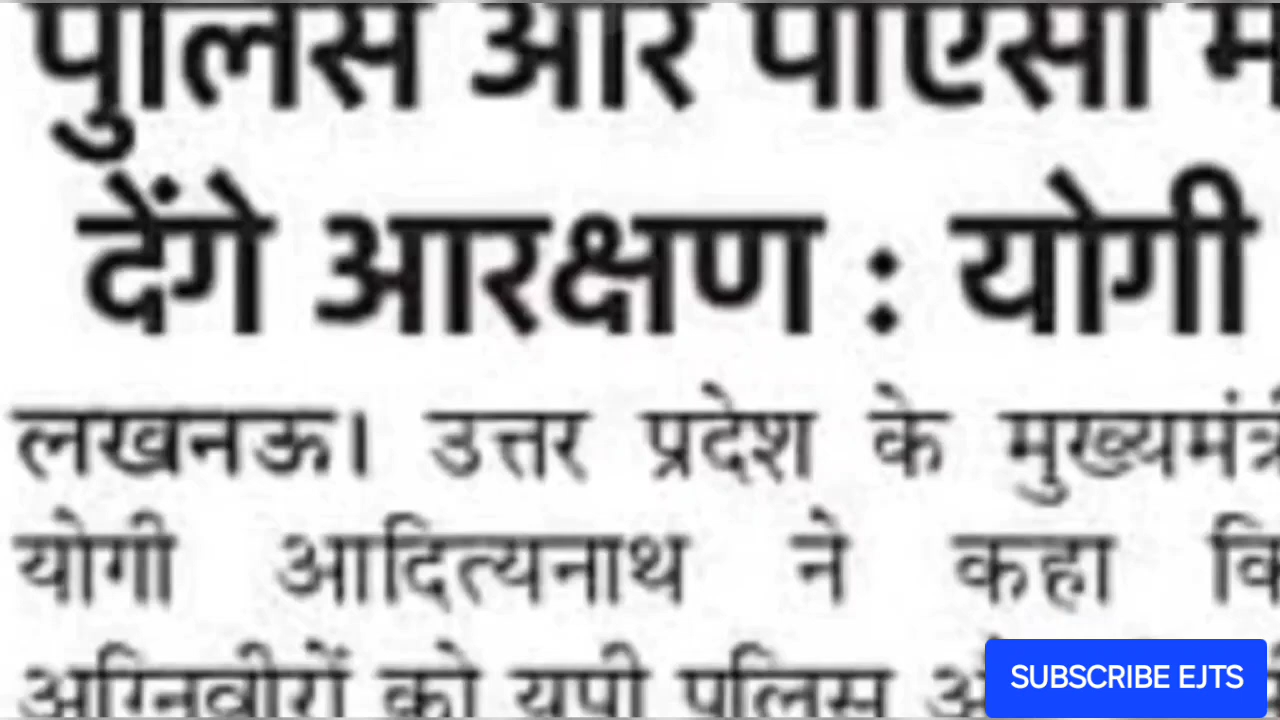 पुलिस और पीएसी में
देंगे आरक्षण : योगी
लखनऊ। उत्तर प्रदेश के मुख्यमंत्री
योगी आदित्यनाथ ने कहा कि
अग्निवीरों को यूपी पुलिस
SUBSCRIBE EJTS